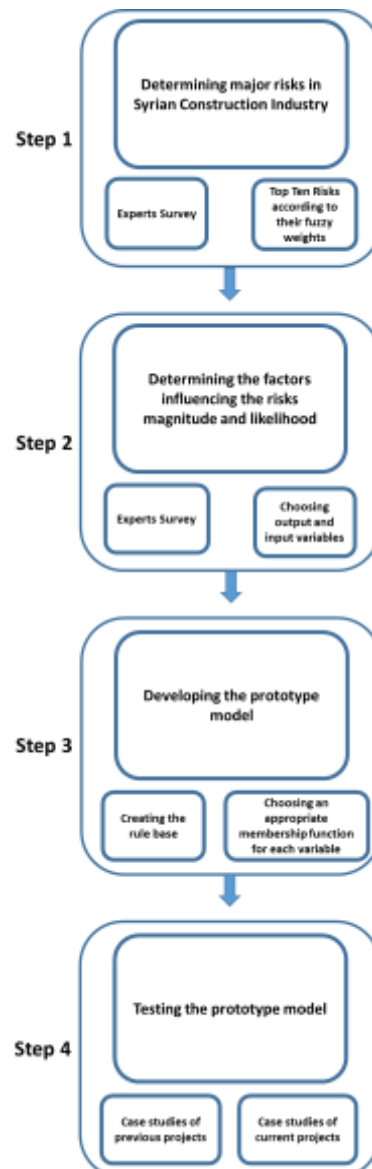 Step 1
Determining major risks in
Syrian Construction Industry
Experts Survey
Top Ten Risks
according to
their fuzzy
weights
Step 2
Determining the factors
influencing the risks
magnitude and likelihood
Experts Survey
Choosing
output and
input variables
Step 3
Developing the prototype
model
Creating the
rule base
Choosing an
appropriate
membership function
for each variable
Step 4
Testing the prototype model
Case studies of
previous projects
Case studies of
current projects